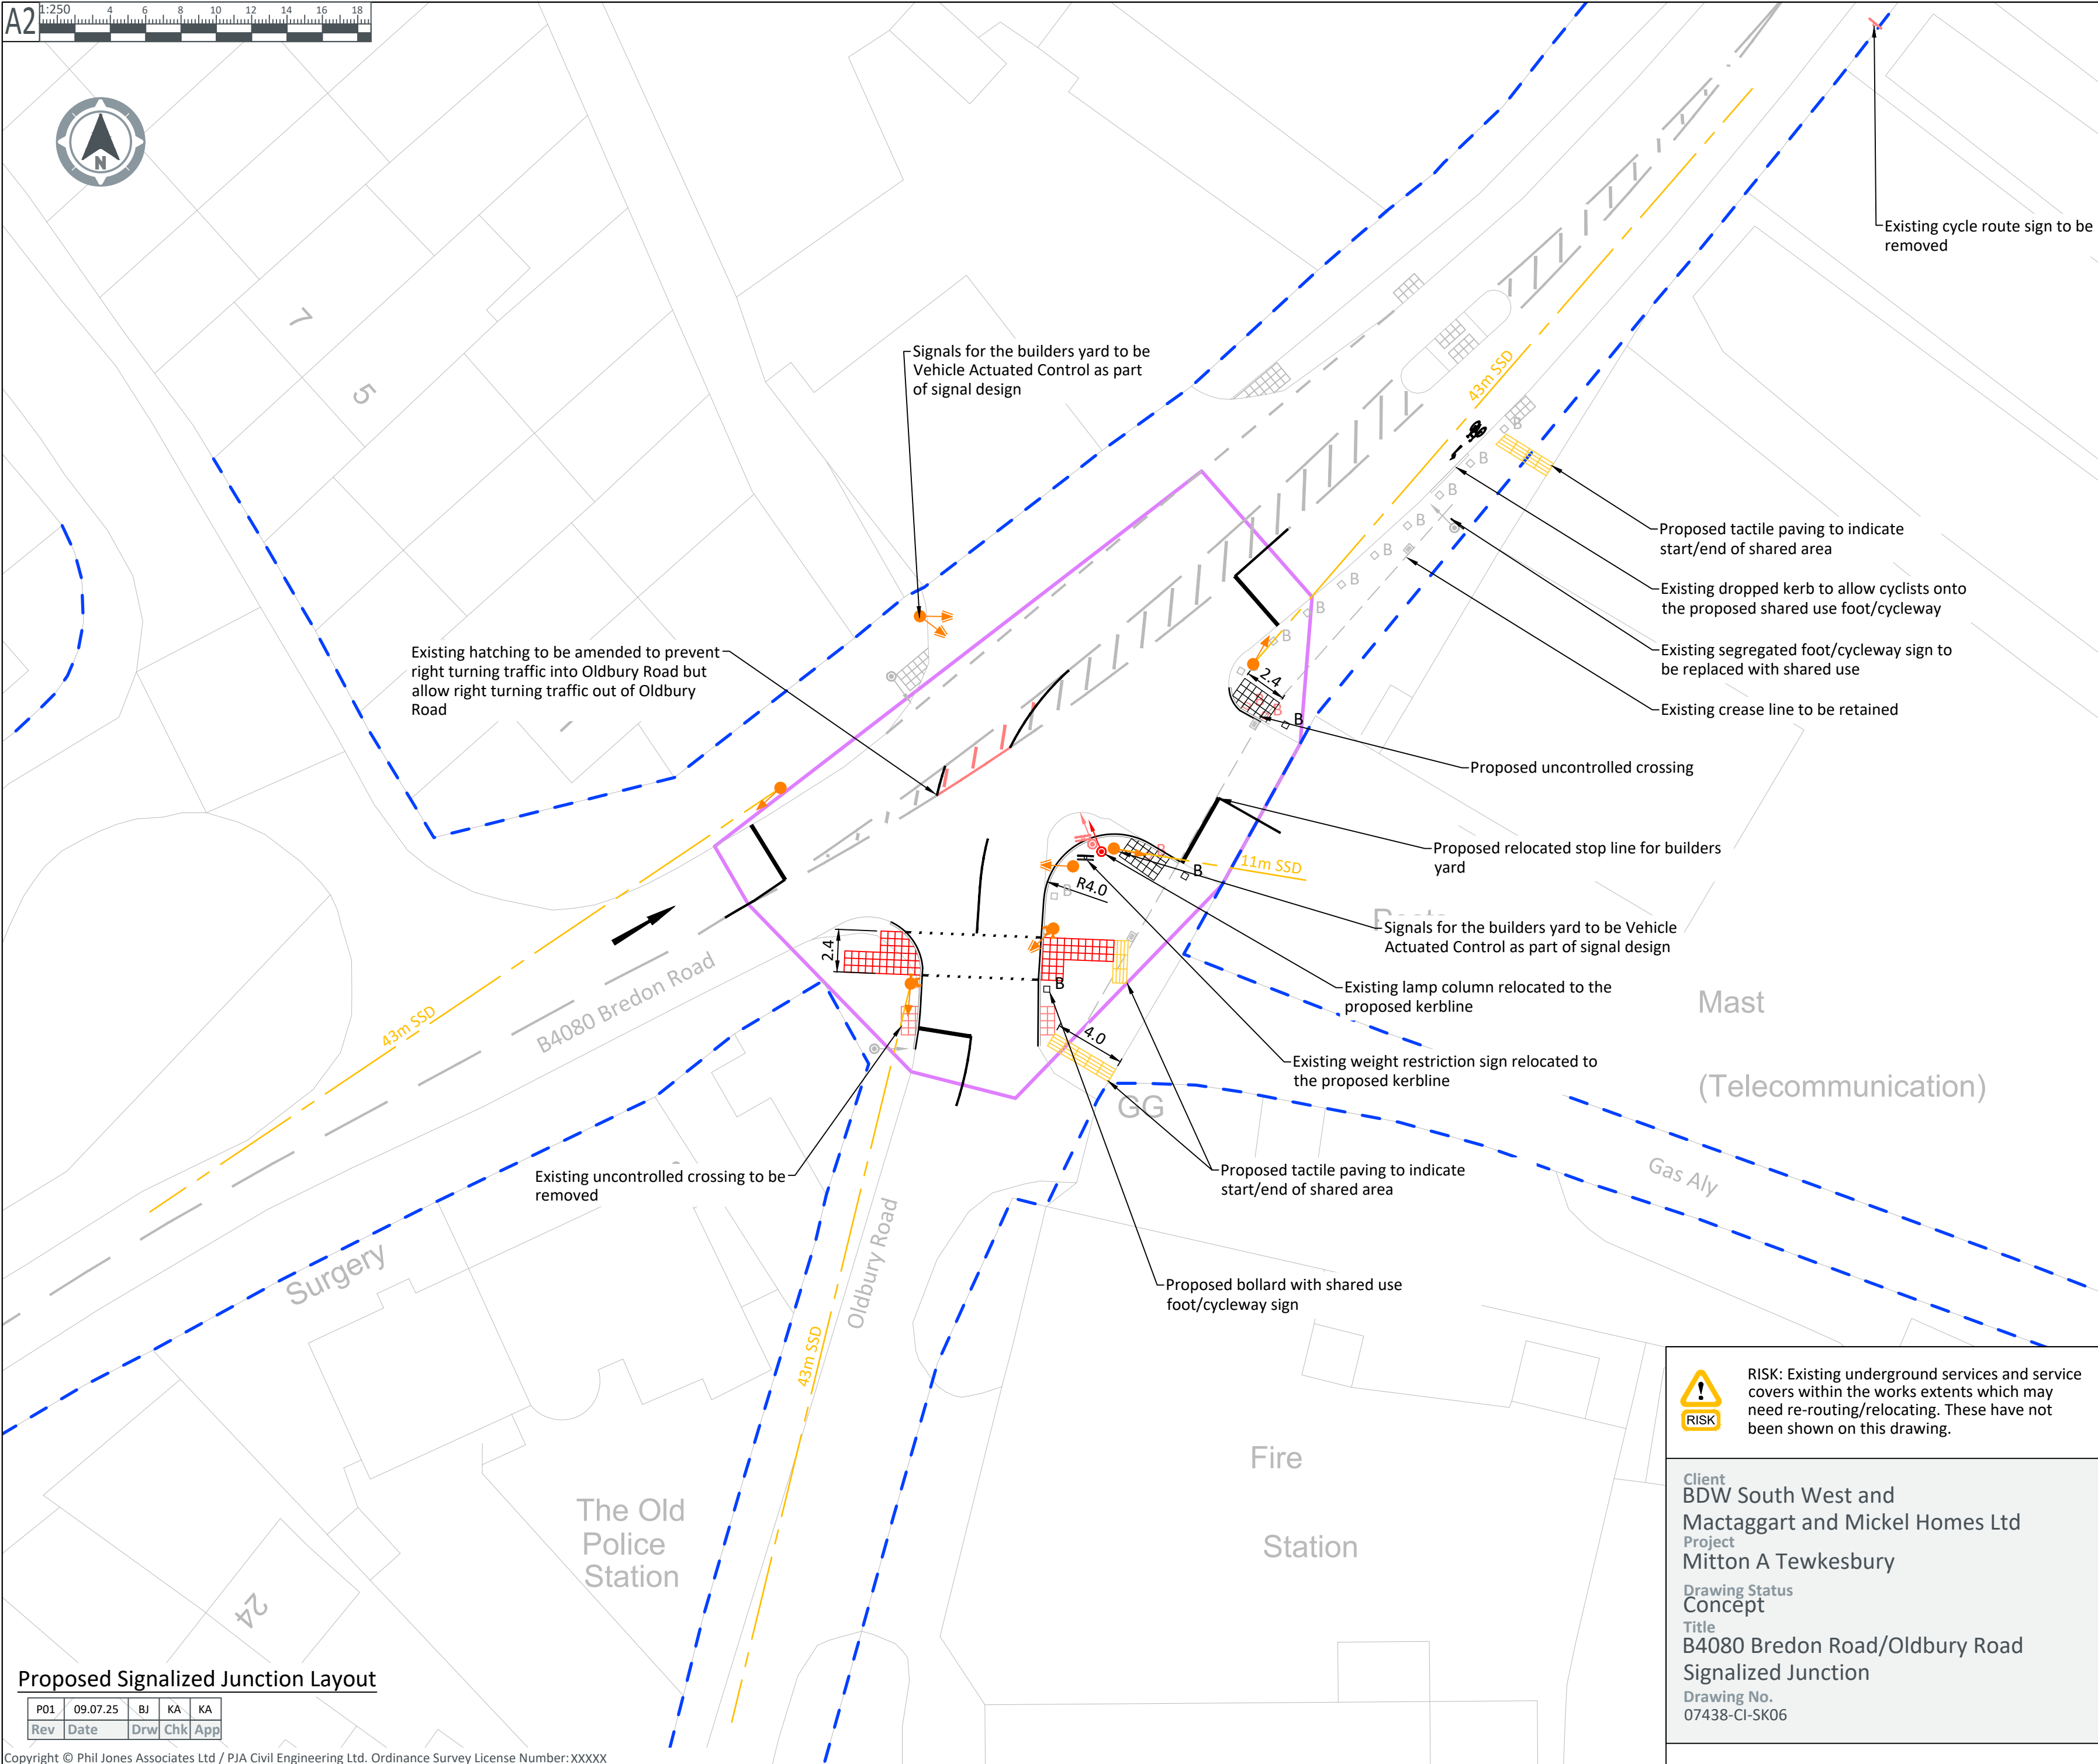 A2
1:250 4 6 8 10 12 14 16 18
N
Existing cycle route sign to be
removed
7
5
Signals for the builders yard to be
Vehicle Actuated Control as part
of signal design
43m SSD
B
B
B
B
B
B
B
B
Proposed tactile paving to indicate
start/end of shared area
Existing dropped kerb to allow cyclists onto
the proposed shared use foot/cycleway
Existing segregated foot/cycleway sign to
be replaced with shared use
Existing crease line to be retained
Existing hatching to be amended to prevent
right turning traffic into Oldbury Road but
allow right turning traffic out of Oldbury
Road
2.4
B
B
B
Proposed uncontrolled crossing
Proposed relocated stop line for builders
yard
B
11m SSD
B
R4.0
B
Signals for the builders yard to be Vehicle
Actuated Control as part of signal design
2.4
B4080 Bredon Road
43m SSD
B
Existing lamp column relocated to the
proposed kerbline
Mast
(Telecommunication)
4.0
Existing weight restriction sign relocated to
the proposed kerbline
GG
Existing uncontrolled crossing to be
removed
Proposed tactile paving to indicate
start/end of shared area
Gas Aly
Surgery
Oldbury Road
43m SSD
Proposed bollard with shared use
foot/cycleway sign
The Old
Police
Station
Fire
Station
24
RISK
RISK: Existing underground services and service
covers within the works extents which may
need re-routing/relocating. These have not
been shown on this drawing.
Client
BDW South West and
Mactaggart and Mickel Homes Ltd
Project
Mitton A Tewkesbury
Drawing Status
Concept
Title
B4080 Bredon Road/Oldbury Road
Signalized Junction
Drawing No.
07438-CI-SK06
Proposed Signalized Junction Layout
P01 09.07.25 BJ KA KA
Rev Date Drw Chk App
Copyright © Phil Jones Associates Ltd / PJA Civil Engineering Ltd. Ordinance Survey License Number: XXXXX